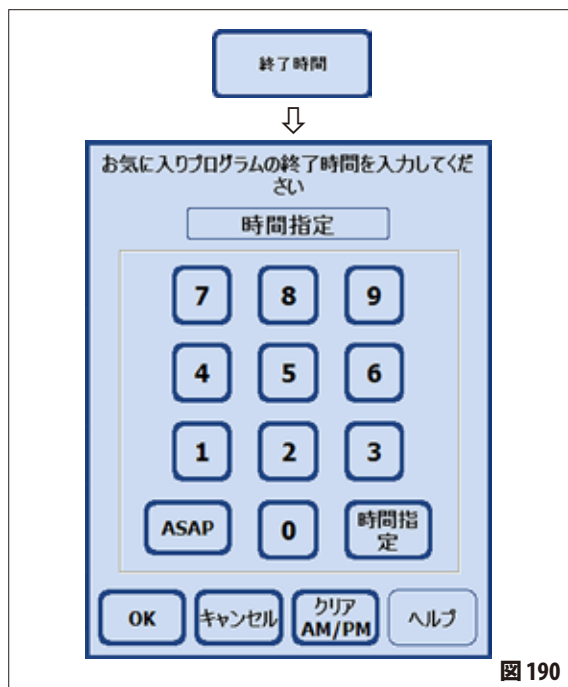 終了時間
お気に入りプログラムの終了時間を入力してくだ
さい
時間指定
7 8 9
4 5 6
1 2 3
ASAP 0 時間指
定
OK キャンセル クリア
AM/PM ヘルプ
図 190